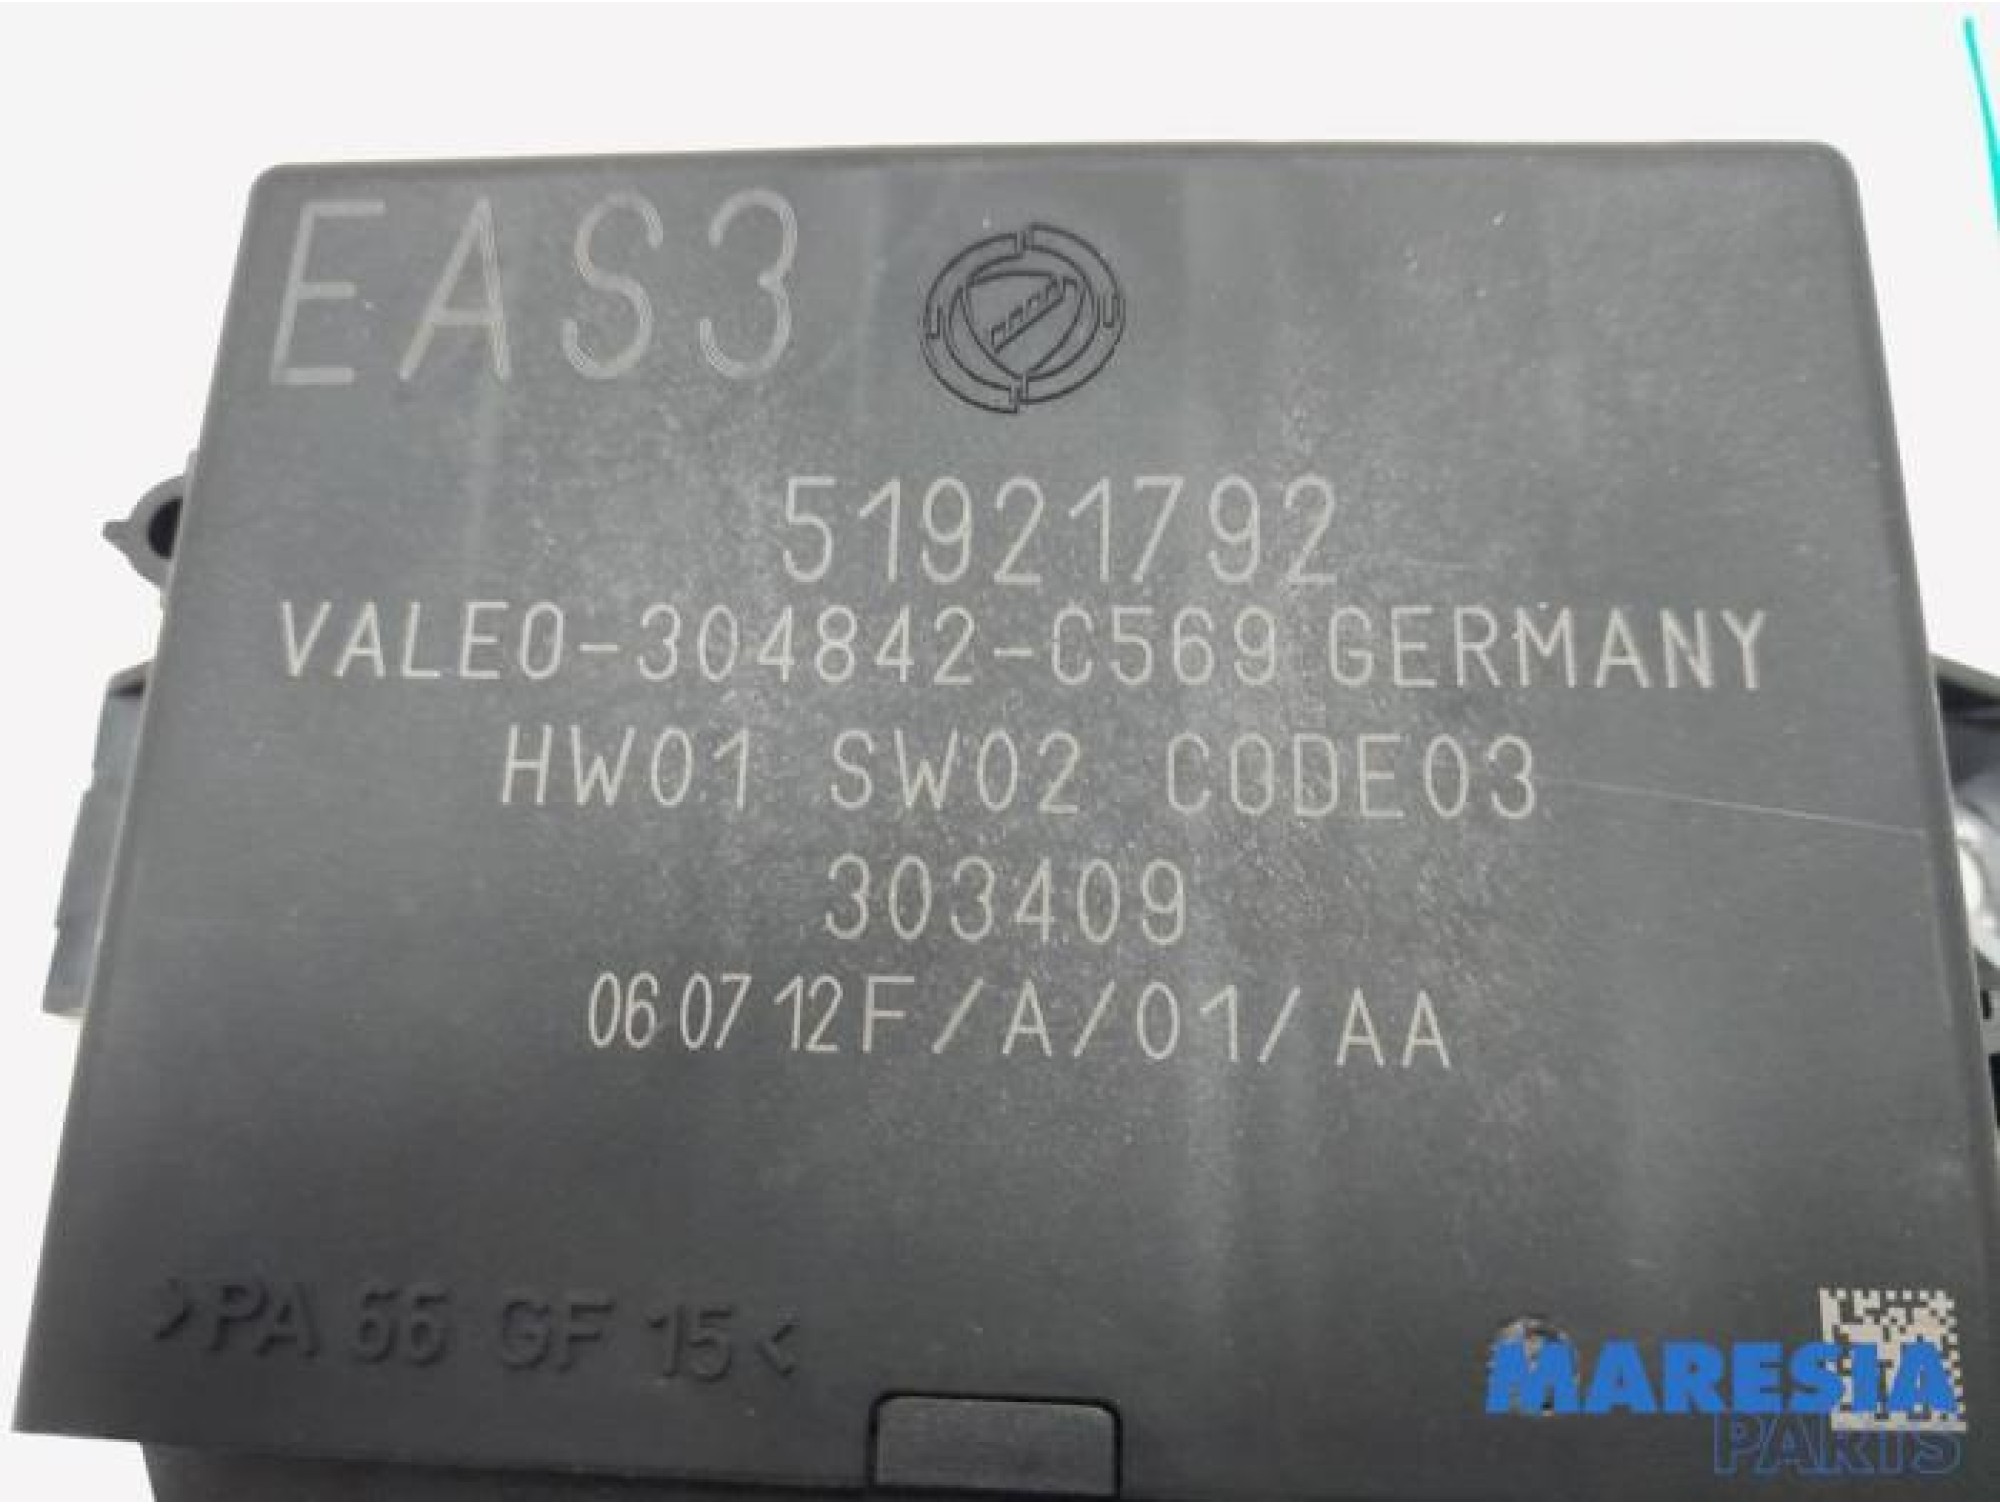 EAS3
51921792
VALEO-304842-C569 GERMANY
HW01 SW02 CODE03
303409
06 07 12 F/A/01/AA
>PA 66 GF 15<
MARESIA
PARTS